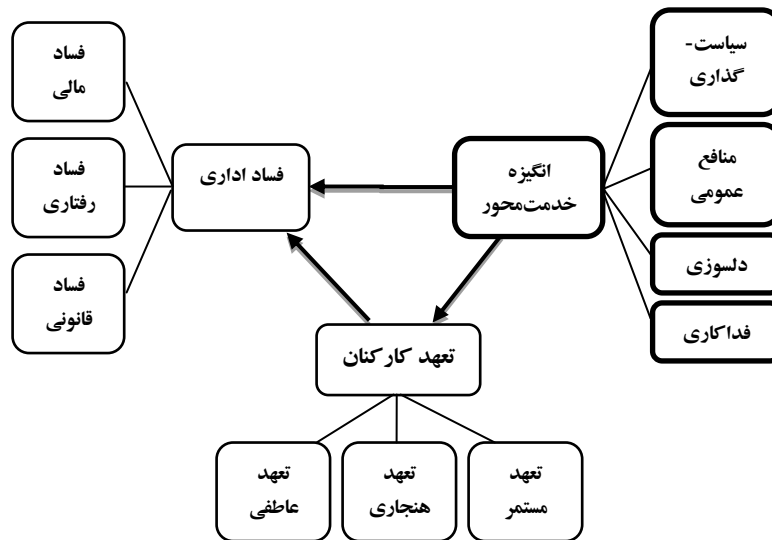 سیاست-
گذاری
منافع
عمومی
دلسوزی
فداکاری
انگیزه
خدمت‌محور
فساد اداری
فساد
مالی
فساد
رفتاری
فساد
قانونی
تعهد کارکنان
تعهد
مستمر
تعهد
هنجاری
تعهد
عاطفی